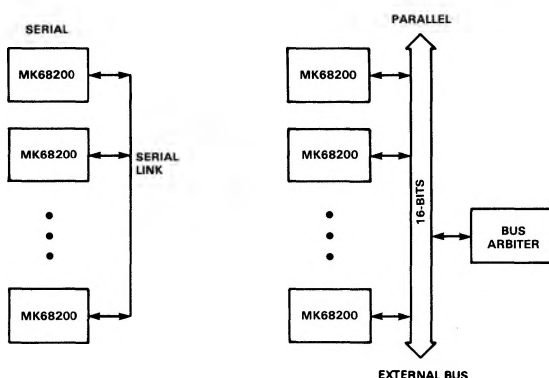 SERIAL
MK68200
MK68200
SERIAL
LINK
MK68200
PARALLEL
MK68200
MK68200
16-BITS
BUS
ARBITER
MK68200
EXTERNAL BUS